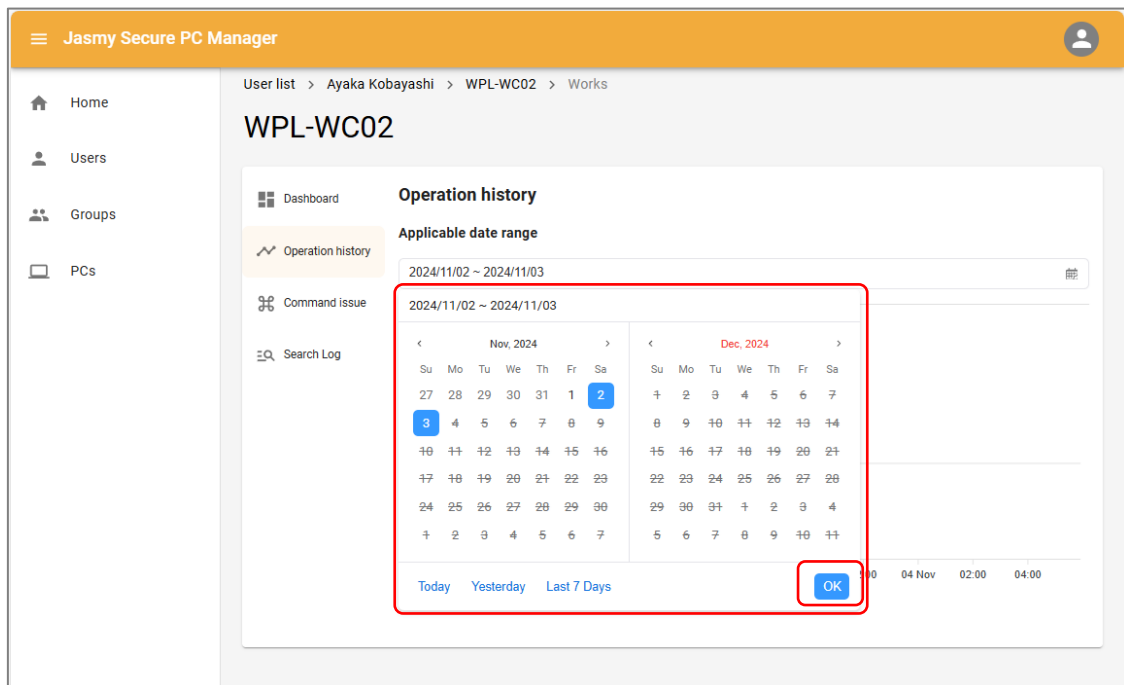 Jasmy Secure PC Manager
User list > Ayaka Kobayashi > WPL-WC02 > Works
Home
WPL-WC02
Users
Groups
PCs
Dashboard
Operation history
Command issue
Search Log
Operation history
Applicable date range
2024/11/02 ~ 2024/11/03
2024/11/02 ~ 2024/11/03
< Nov, 2024 >
Su Mo Tu We Th Fr Sa
27 28 29 30 31 1 2
3 4 5 6 7 8 9
10 11 12 13 14 15 16
17 18 19 20 21 22 23
24 25 26 27 28 29 30
1 2 3 4 5 6 7
< Dec, 2024 >
Su Mo Tu We Th Fr Sa
1 2 3 4 5 6 7
8 9 10 11 12 13 14
15 16 17 18 19 20 21
22 23 24 25 26 27 28
29 30 31 1 2 3 4
5 6 7 8 9 10 11
Today Yesterday Last 7 Days OK
04 Nov 02:00 04:00